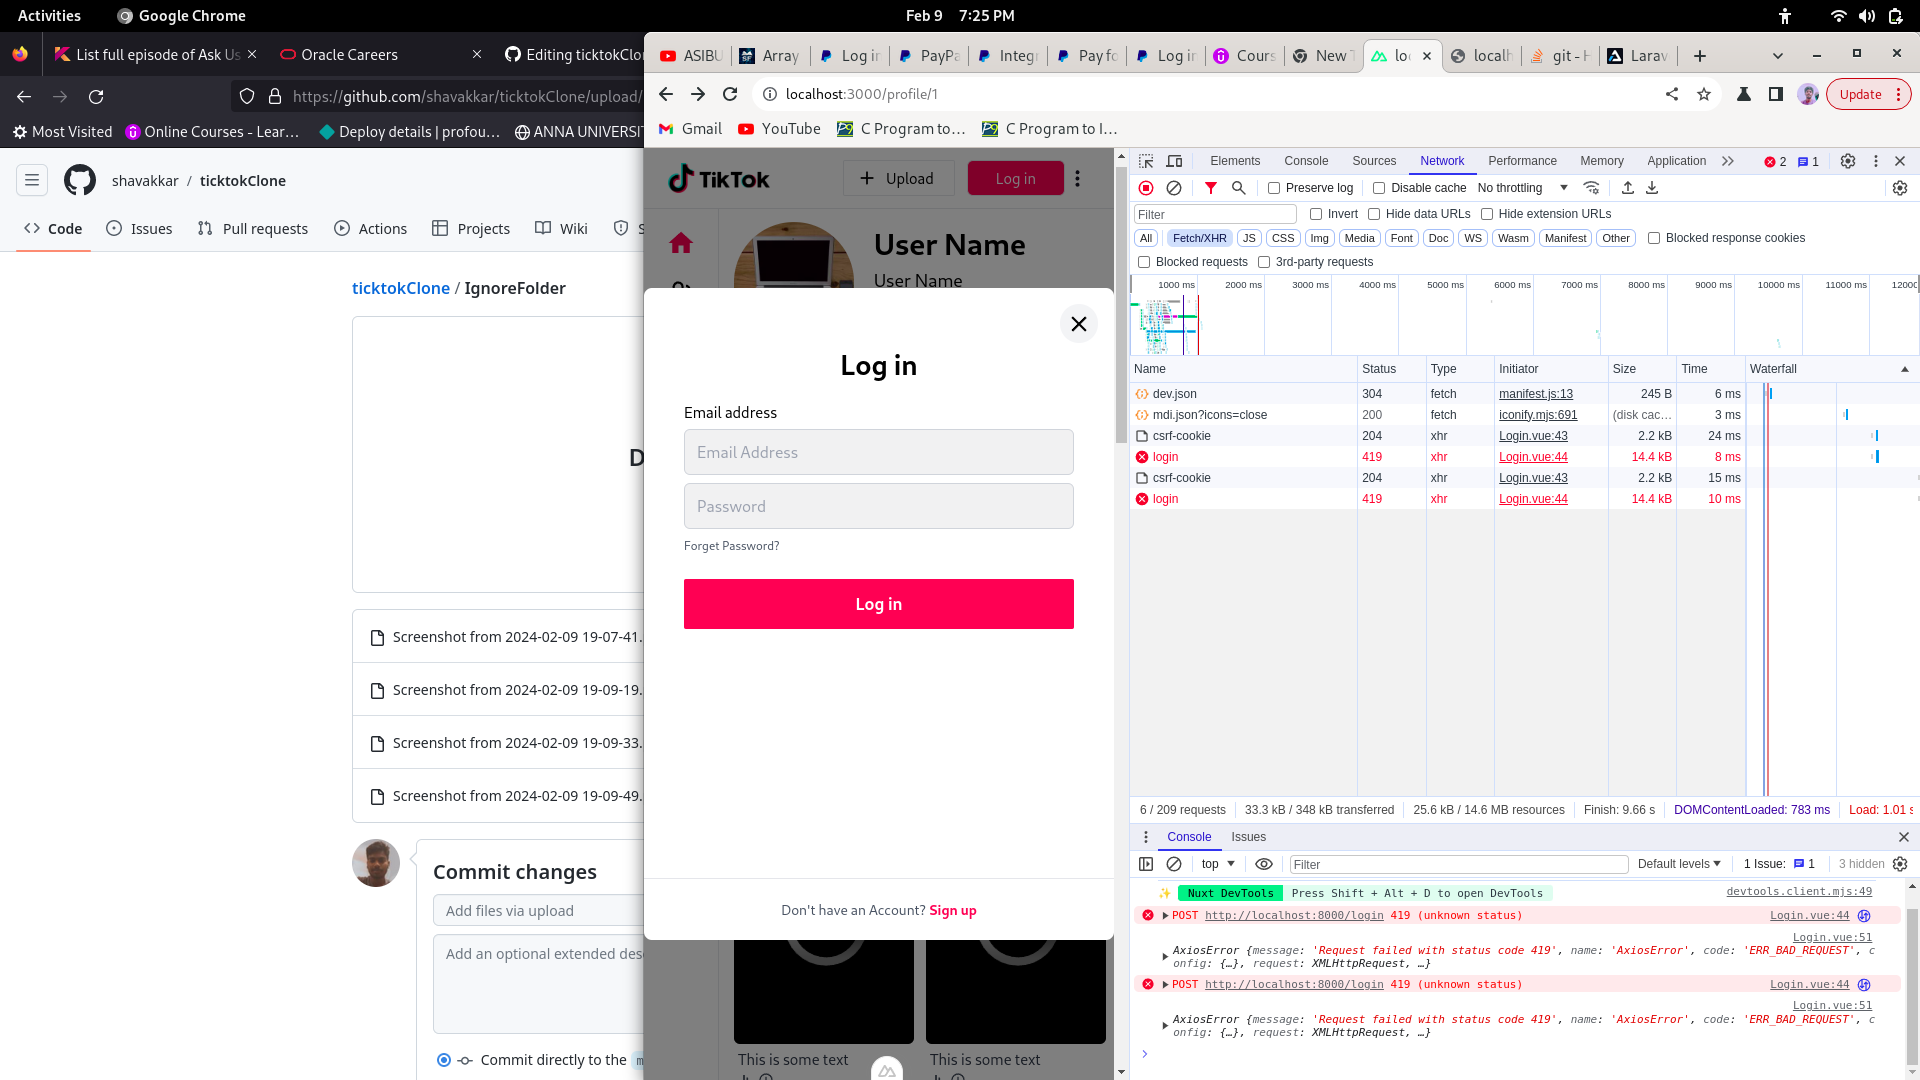 Activities
Google Chrome
Feb 9 7:25 PM
List full episode of Ask Us
Oracle Careers
Editing ticktokClon
https://github.com/shavakkar/ticktokClone/upload/
Most Visited
Online Courses - Lear…
Deploy details | profou…
ANNA UNIVERSIT
shavakkar / ticktokClone
Code
Issues
Pull requests
Actions
Projects
Wiki
S
ticktokClone / IgnoreFolder
D
Screenshot from 2024-02-09 19-07-41.
Screenshot from 2024-02-09 19-09-19.
Screenshot from 2024-02-09 19-09-33.
Screenshot from 2024-02-09 19-09-49.
Commit changes
Add files via upload
Add an optional extended des
Commit directly to the m
ASIBU
Array
Log in
PayPa
Integr
Pay fo
Log in
Cours
New T
loc
localh
git - H
Larav
localhost:3000/profile/1
Update
Gmail
YouTube
C Program to…
C Program to I…
TikTok
Upload
Log in
User Name
User Name
Log in
Email address
Email Address
Password
Forget Password?
Log in
Don't have an Account? Sign up
This is some text
This is some text
Elements
Console
Sources
Network
Performance
Memory
Application
2
1
Preserve log
Disable cache
No throttling
Filter
Invert
Hide data URLs
Hide extension URLs
All
Fetch/XHR
JS
CSS
Img
Media
Font
Doc
WS
Wasm
Manifest
Other
Blocked response cookies
Blocked requests
3rd-party requests
1000 ms 2000 ms 3000 ms 4000 ms 5000 ms 6000 ms 7000 ms 8000 ms 9000 ms 10000 ms 11000 ms 12000
Name Status Type Initiator Size Time Waterfall
dev.json 304 fetch manifest.js:13 245 B 6 ms
mdi.json?icons=close 200 fetch iconify.mjs:691 (disk cac… 3 ms
csrf-cookie 204 xhr Login.vue:43 2.2 kB 24 ms
login 419 xhr Login.vue:44 14.4 kB 8 ms
csrf-cookie 204 xhr Login.vue:43 2.2 kB 15 ms
login 419 xhr Login.vue:44 14.4 kB 10 ms
6 / 209 requests 33.3 kB / 348 kB transferred 25.6 kB / 14.6 MB resources Finish: 9.66 s DOMContentLoaded: 783 ms Load: 1.01 s
Console
Issues
top
Filter
Default levels
1 Issue: 1
3 hidden
Nuxt DevTools Press Shift + Alt + D to open DevTools devtools.client.mjs:49
POST http://localhost:8000/login 419 (unknown status) Login.vue:44
Login.vue:51
AxiosError {message: 'Request failed with status code 419', name: 'AxiosError', code: 'ERR_BAD_REQUEST', c
onfig: {…}, request: XMLHttpRequest, …}
POST http://localhost:8000/login 419 (unknown status) Login.vue:44
Login.vue:51
AxiosError {message: 'Request failed with status code 419', name: 'AxiosError', code: 'ERR_BAD_REQUEST', c
onfig: {…}, request: XMLHttpRequest, …}